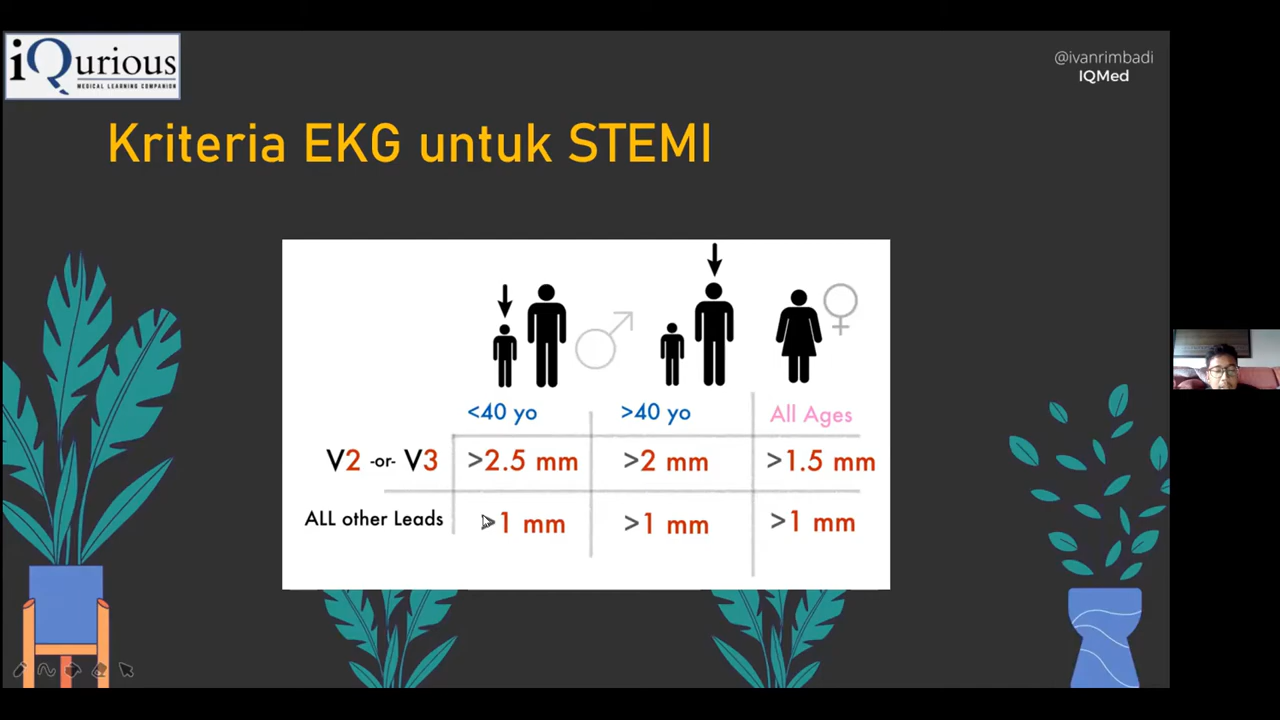 iQurious
MEDICAL LEARNING COMPANION
@ivanrimbadi
IQMed
Kriteria EKG untuk STEMI
<40 yo >40 yo All Ages
V2 -or- V3 >2.5 mm >2 mm >1.5 mm
ALL other Leads >1 mm >1 mm >1 mm